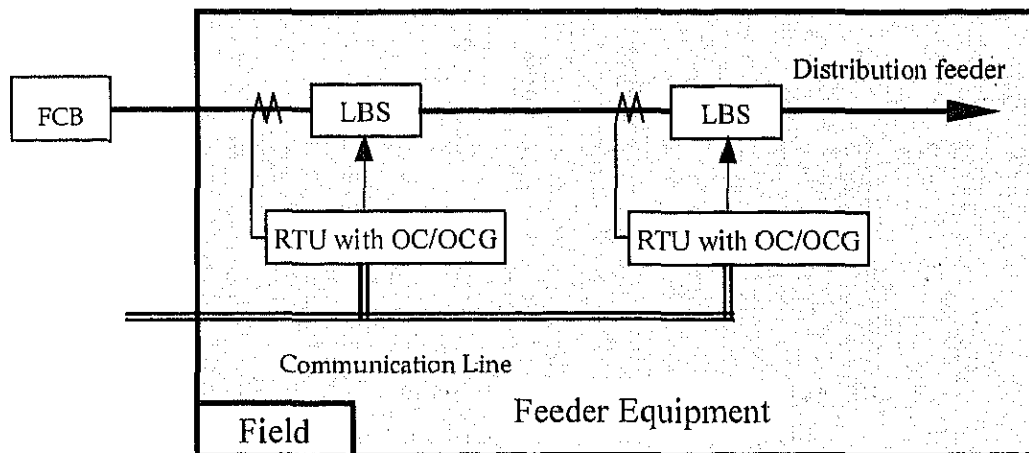 Distribution feeder
FCB
LBS
LBS
RTU with OC/OCG
RTU with OC/OCG
Communication Line
Feeder Equipment
Field